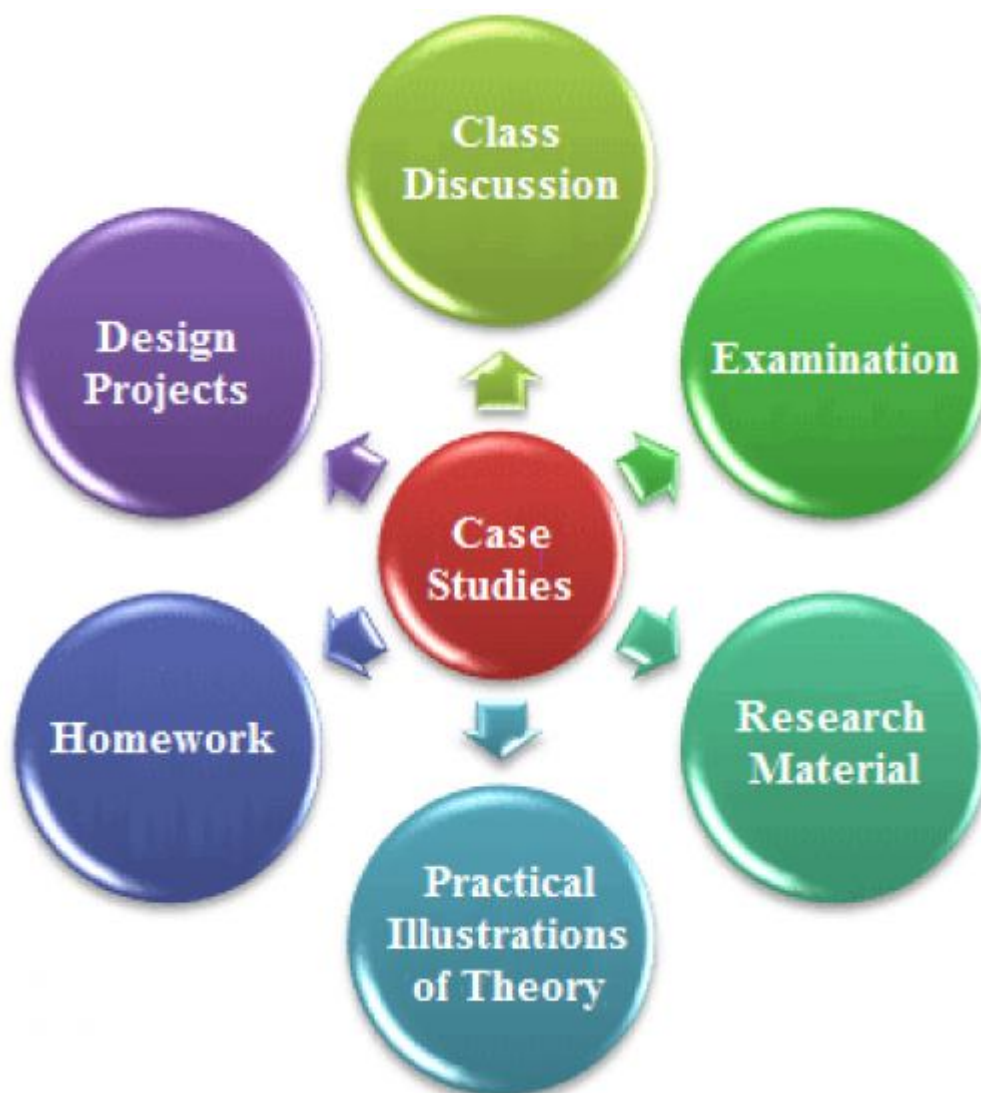 Class
Discussion
Examination
Research
Material
Practical
Illustrations
of Theory
Homework
Design
Projects
Case
Studies